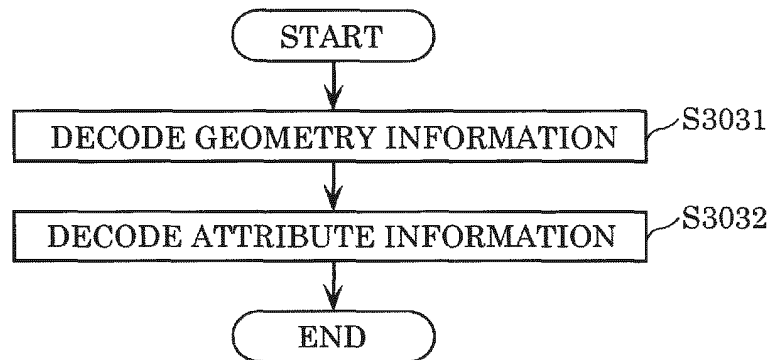 START
DECODE GEOMETRY INFORMATION
S3031
DECODE ATTRIBUTE INFORMATION
S3032
END